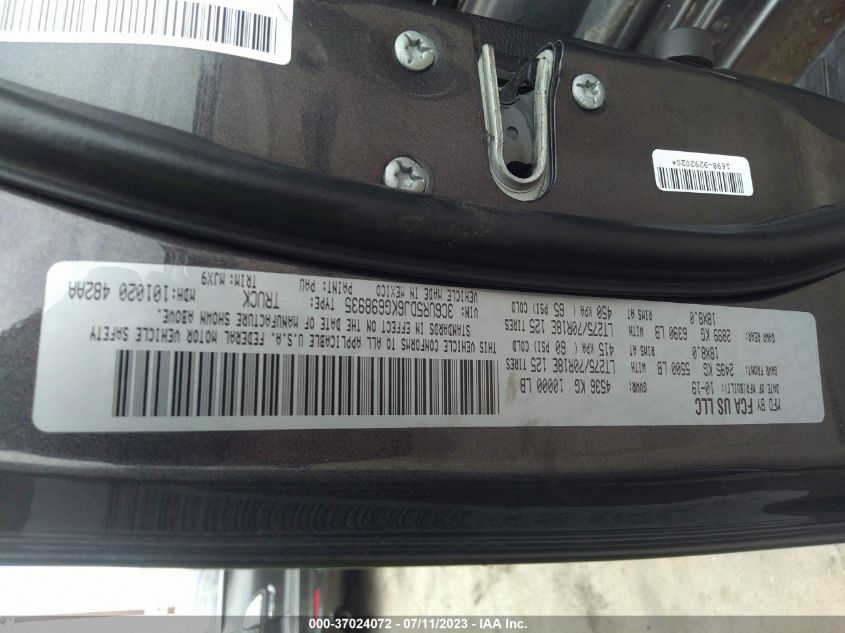 MFD BY FCA US LLC
DATE OF MFR(BUILT): 10-19 GVWR: 4536 KG 10000 LB
GAWR FRONT: 2495 KG 5500 LB WITH LT275/70R18E 125 TIRES
18X8.0 RIMS AT 415 KPA ( 60 PSI) COLD
GAWR REAR: 2899 KG 6390 LB WITH LT275/70R18E 125 TIRES
18X8.0 RIMS AT 450 KPA ( 65 PSI) COLD
THIS VEHICLE CONFORMS TO ALL APPLICABLE U.S.A. FEDERAL MOTOR VEHICLE SAFETY
STANDARDS IN EFFECT ON THE DATE OF MANUFACTURE SHOWN ABOVE.
VIN: 3C6UR5DJ6KG698935 TYPE: TRUCK MDH:101020 482AA
MADE IN MEXICO PAINT: PAU TRIM: MJX9
1698-9292020*
000-37024072 - 07/11/2023 - IAA Inc.